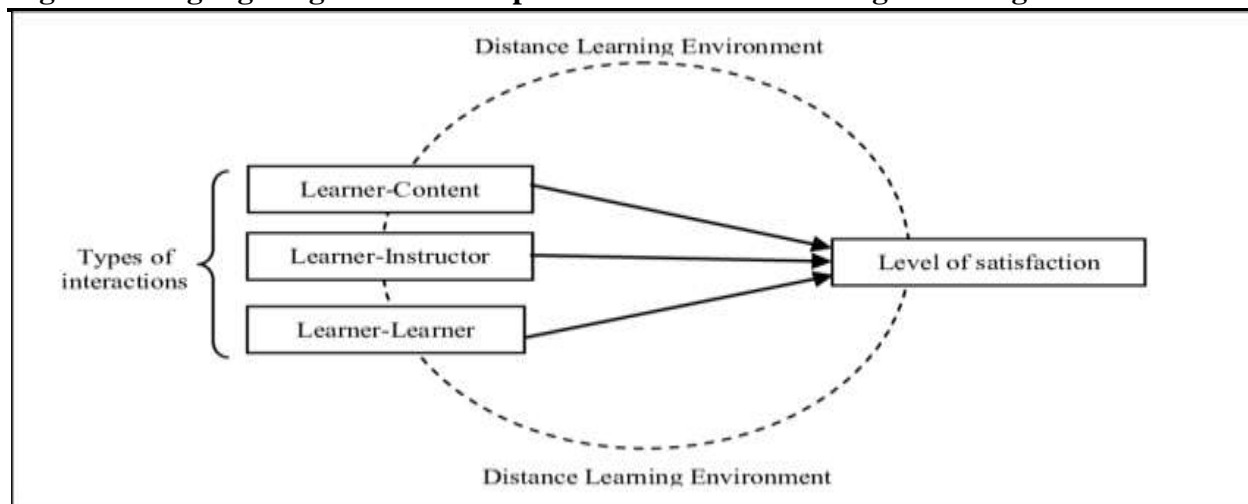 Distance Learning Environment
Learner-Content
Types of
interactions
Learner-Instructor
Level of satisfaction
Learner-Learner
Distance Learning Environment